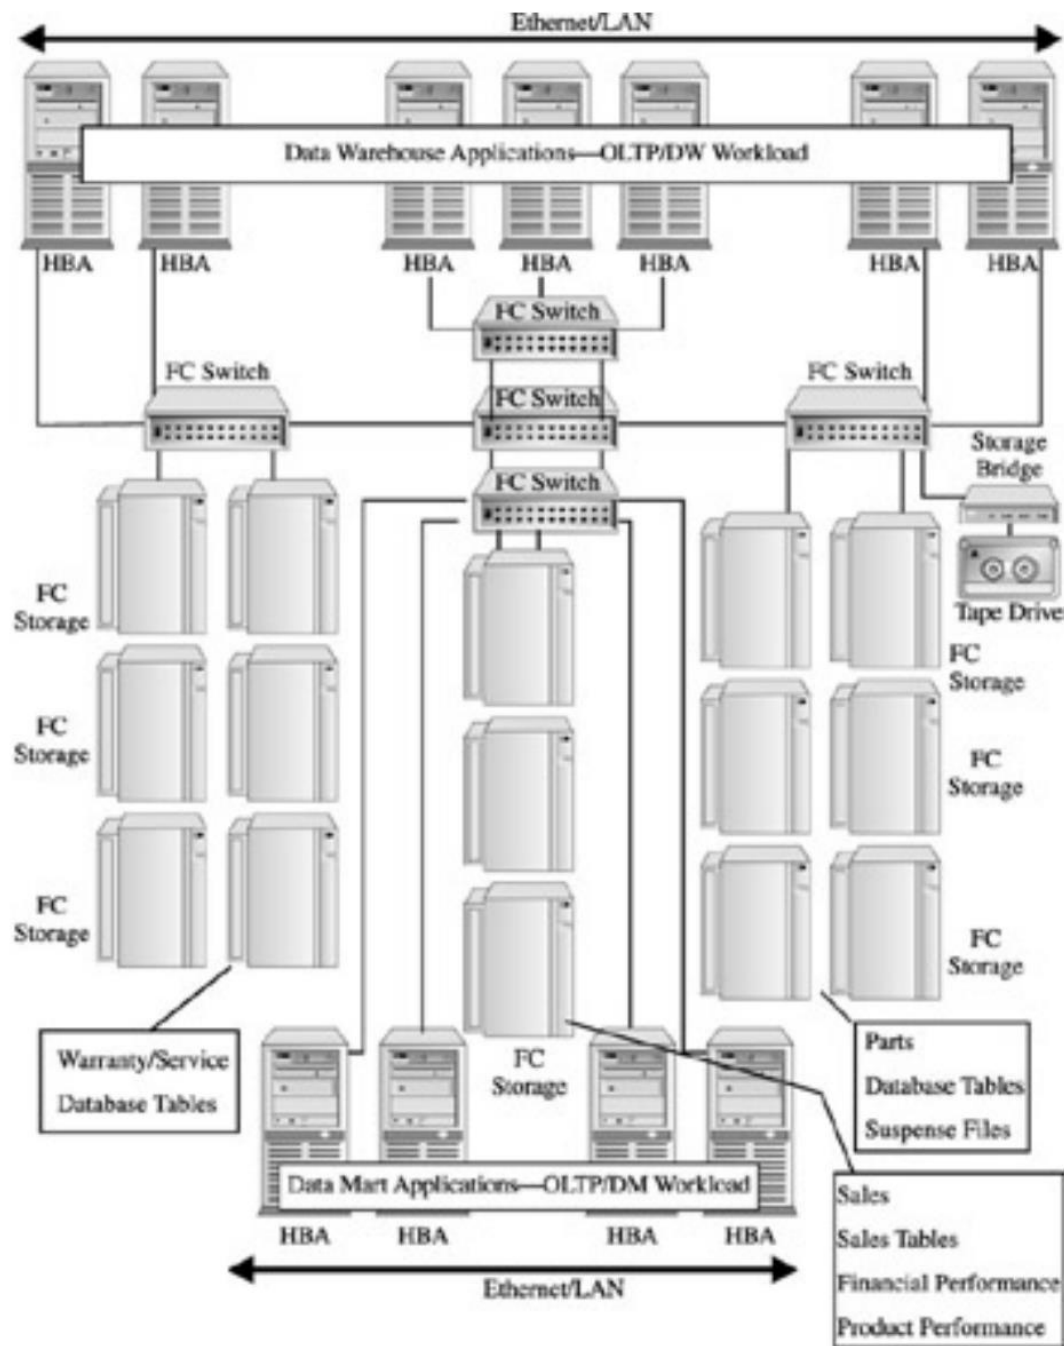 Ethernet/LAN
Data Warehouse Applications—OLTP/DW Workload
HBA
HBA
HBA
HBA
HBA
HBA
HBA
FC Switch
FC Switch
FC Switch
FC Switch
FC Switch
Storage
Bridge
Tape Drive
FC
Storage
FC
Storage
FC
Storage
FC
Storage
FC
Storage
FC
Storage
FC
Storage
Warranty/Service
Database Tables
Parts
Database Tables
Suspense Files
Sales
Sales Tables
Financial Performance
Product Performance
Data Mart Applications—OLTP/DM Workload
HBA
HBA
HBA
HBA
Ethernet/LAN